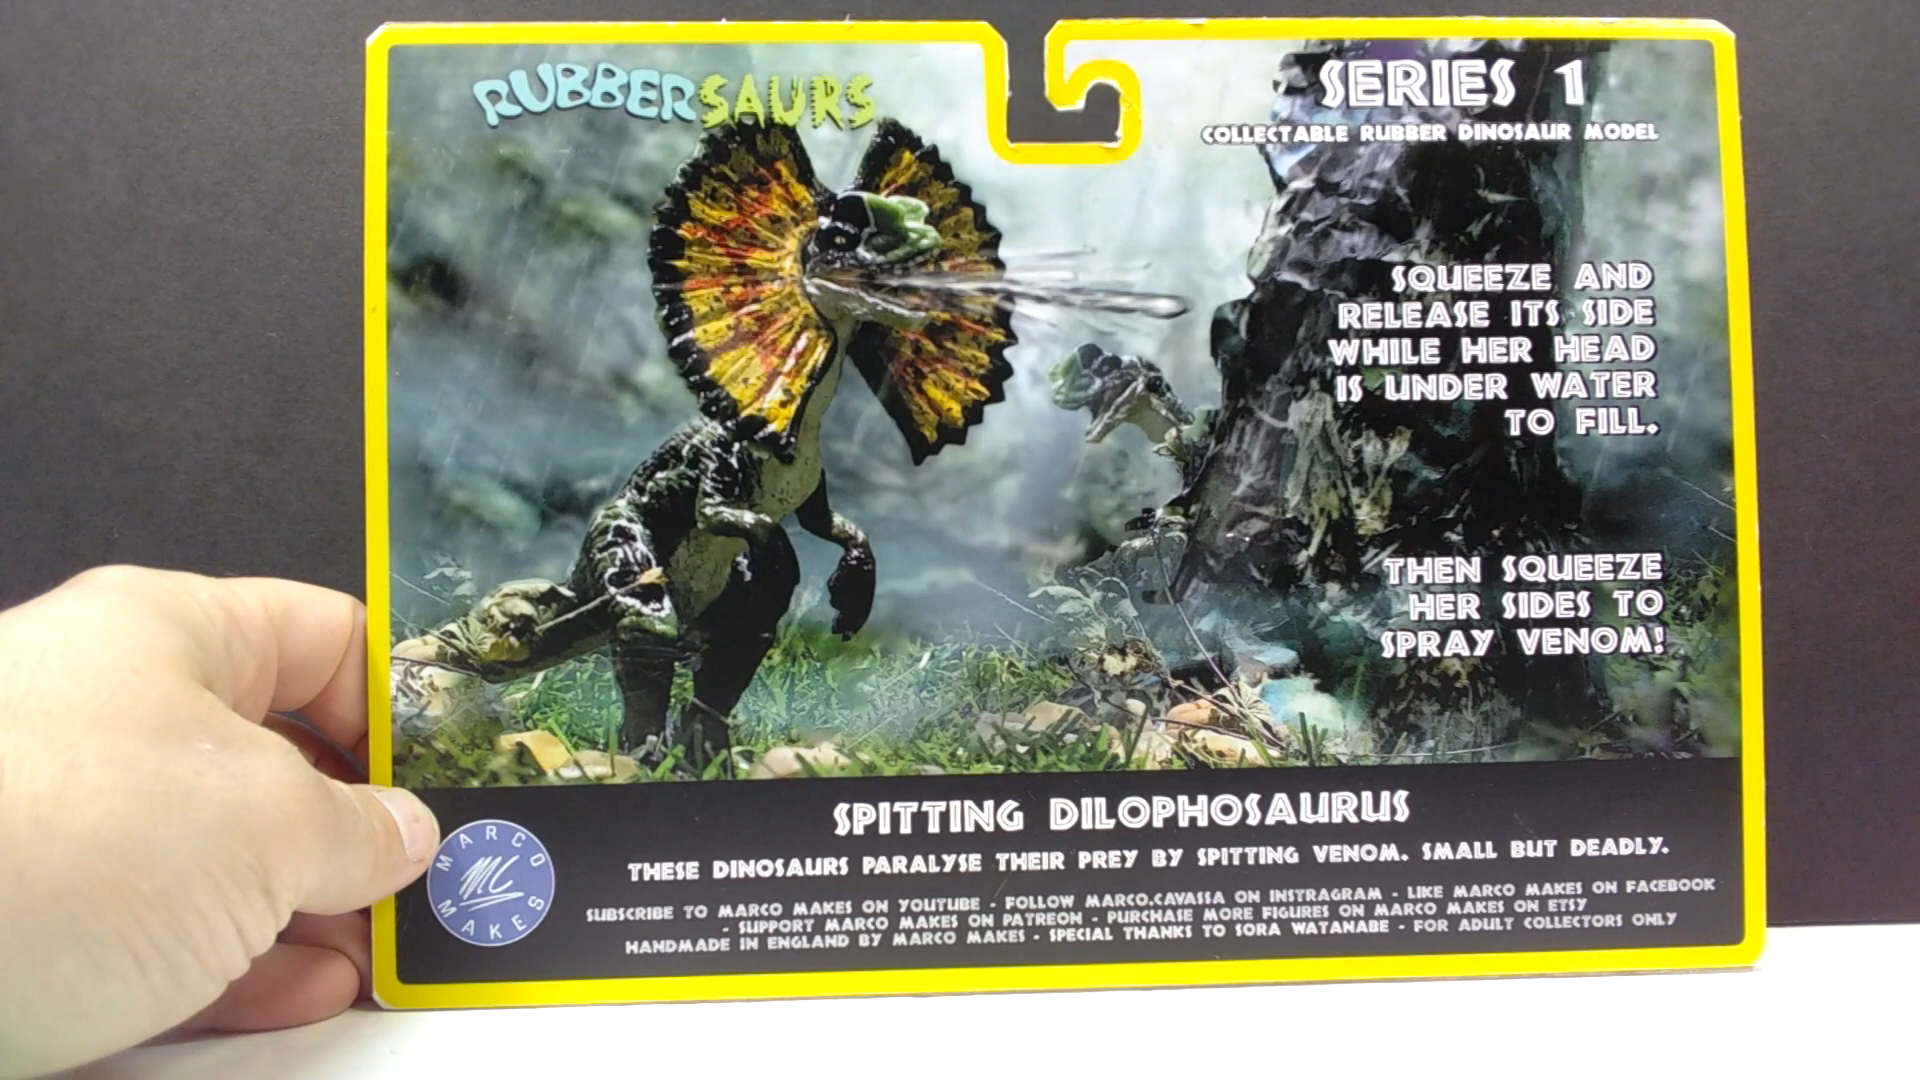 RUBBERSAURS
SERIES 1
COLLECTABLE RUBBER DINOSAUR MODEL
SQUEEZE AND
RELEASE ITS SIDE
WHILE HER HEAD
IS UNDER WATER
TO FILL.
THEN SQUEEZE
HER SIDES TO
SPRAY VENOM!
SPITTING DILOPHOSAURUS
THESE DINOSAURS PARALYSE THEIR PREY BY SPITTING VENOM. SMALL BUT DEADLY.
SUBSCRIBE TO MARCO MAKES ON YOUTUBE - FOLLOW MARCO.CAVASSA ON INSTRAGRAM - LIKE MARCO MAKES ON FACEBOOK
- SUPPORT MARCO MAKES ON PATREON - PURCHASE MORE FIGURES ON MARCO MAKES ON ETSY
HANDMADE IN ENGLAND BY MARCO MAKES - SPECIAL THANKS TO SORA WATANABE - FOR ADULT COLLECTORS ONLY
MARCO
MC
MAKES